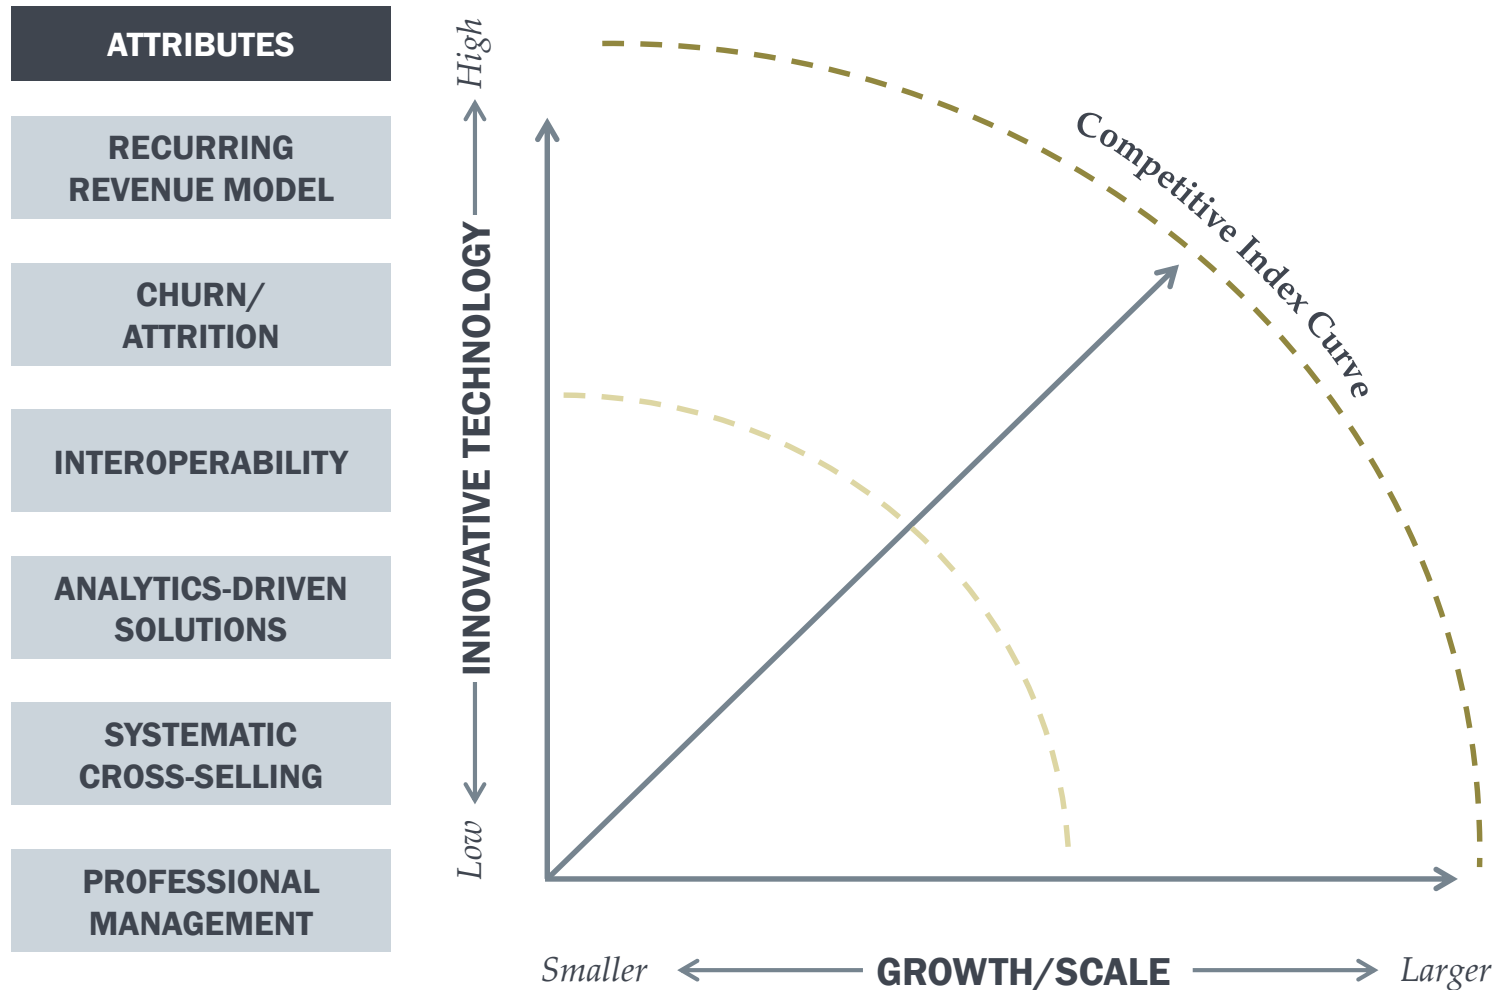 ATTRIBUTES
RECURRING
REVENUE MODEL
CHURN/
ATTRITION
INTEROPERABILITY
ANALYTICS-DRIVEN
SOLUTIONS
SYSTEMATIC
CROSS-SELLING
PROFESSIONAL
MANAGEMENT
High
INNOVATIVE TECHNOLOGY
Low
Competitive Index Curve
Smaller
GROWTH/SCALE
Larger